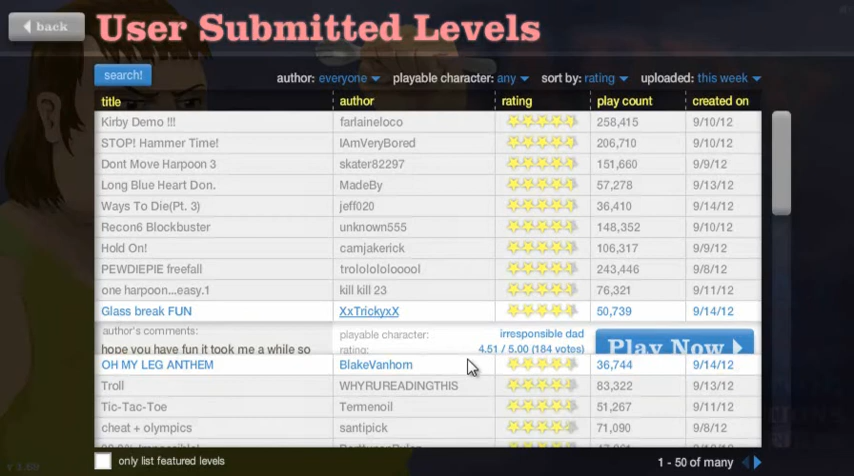 back
User Submitted Levels
search!
author: everyone playable character: any sort by: rating uploaded: this week
title author rating play count created on
Kirby Demo !!! farlaineloco 258,415 9/10/12
STOP! Hammer Time! IAmVeryBored 206,710 9/10/12
Dont Move Harpoon 3 skater82297 151,660 9/9/12
Long Blue Heart Don. MadeBy 57,278 9/13/12
Ways To Die(Pt. 3) jeff020 36,410 9/14/12
Recon6 Blockbuster unknown555 148,352 9/10/12
Hold On! camjakerick 106,317 9/9/12
PEWDIEPIE freefall trololololoool 243,446 9/8/12
one harpoon...easy.1 kill kill 23 76,321 9/11/12
Glass break FUN XxTrickyxX 50,739 9/14/12
author's comments: playable character: irresponsible dad
hope you have fun it took me a while so rating: 4.51 / 5.00 (184 votes) Play Now
OH MY LEG ANTHEM BlakeVanhorn 36,744 9/14/12
Troll WHYRUREADINGTHIS 83,322 9/13/12
Tic-Tac-Toe Termenoil 51,267 9/11/12
cheat + olympics santipick 71,090 9/8/12
only list featured levels 1 - 50 of many